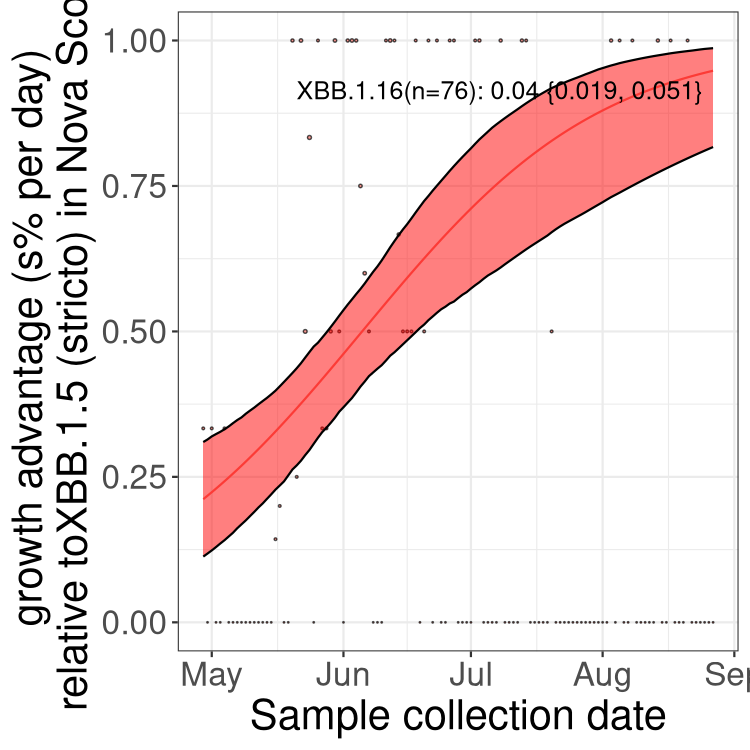 growth advantage (s% per day)
relative toXBB.1.5 (stricto) in Nova Sco
1.00
0.75
0.50
0.25
0.00
XBB.1.16(n=76): 0.04 {0.019, 0.051}
May Jun Jul Aug Sep
Sample collection date